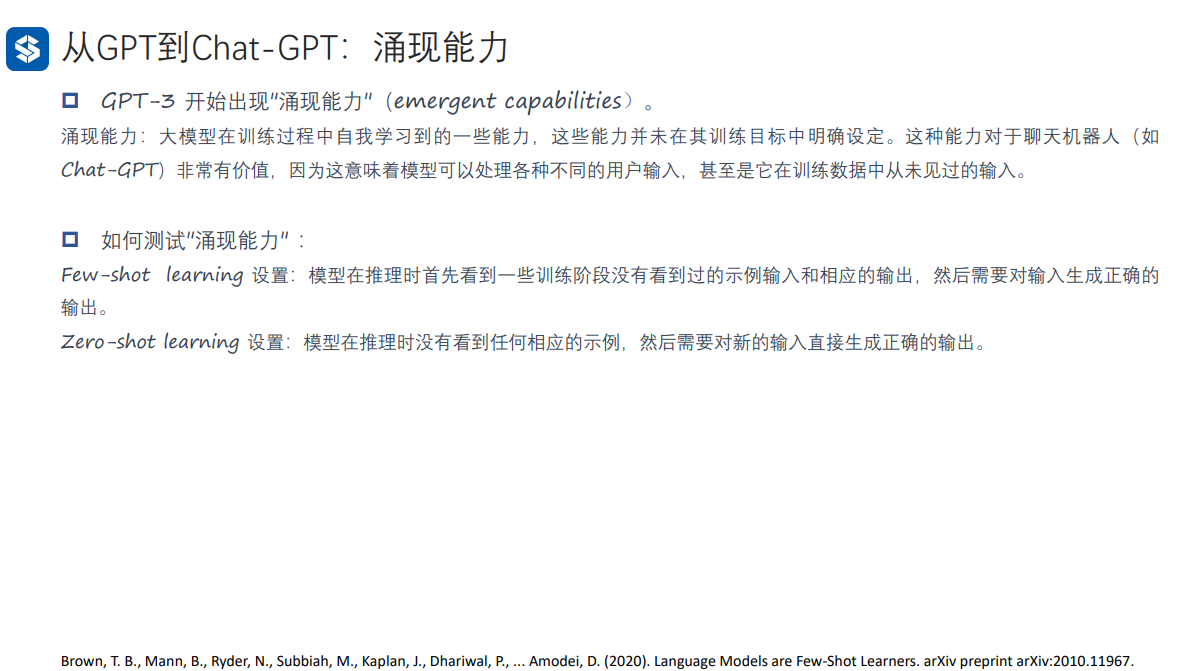 从GPT到Chat-GPT：涌现能力
GPT-3 开始出现"涌现能力"（emergent capabilities）。
涌现能力：大模型在训练过程中自我学习到的一些能力，这些能力并未在其训练目标中明确设定。这种能力对于聊天机器人（如
Chat-GPT）非常有价值，因为这意味着模型可以处理各种不同的用户输入，甚至是它在训练数据中从未见过的输入。
如何测试"涌现能力"：
Few-shot learning 设置：模型在推理时首先看到一些训练阶段没有看到过的示例输入和相应的输出，然后需要对输入生成正确的
输出。
Zero-shot learning 设置：模型在推理时没有看到任何相应的示例，然后需要对新的输入直接生成正确的输出。
Brown, T. B., Mann, B., Ryder, N., Subbiah, M., Kaplan, J., Dhariwal, P., ... Amodei, D. (2020). Language Models are Few-Shot Learners. arXiv preprint arXiv:2010.11967.